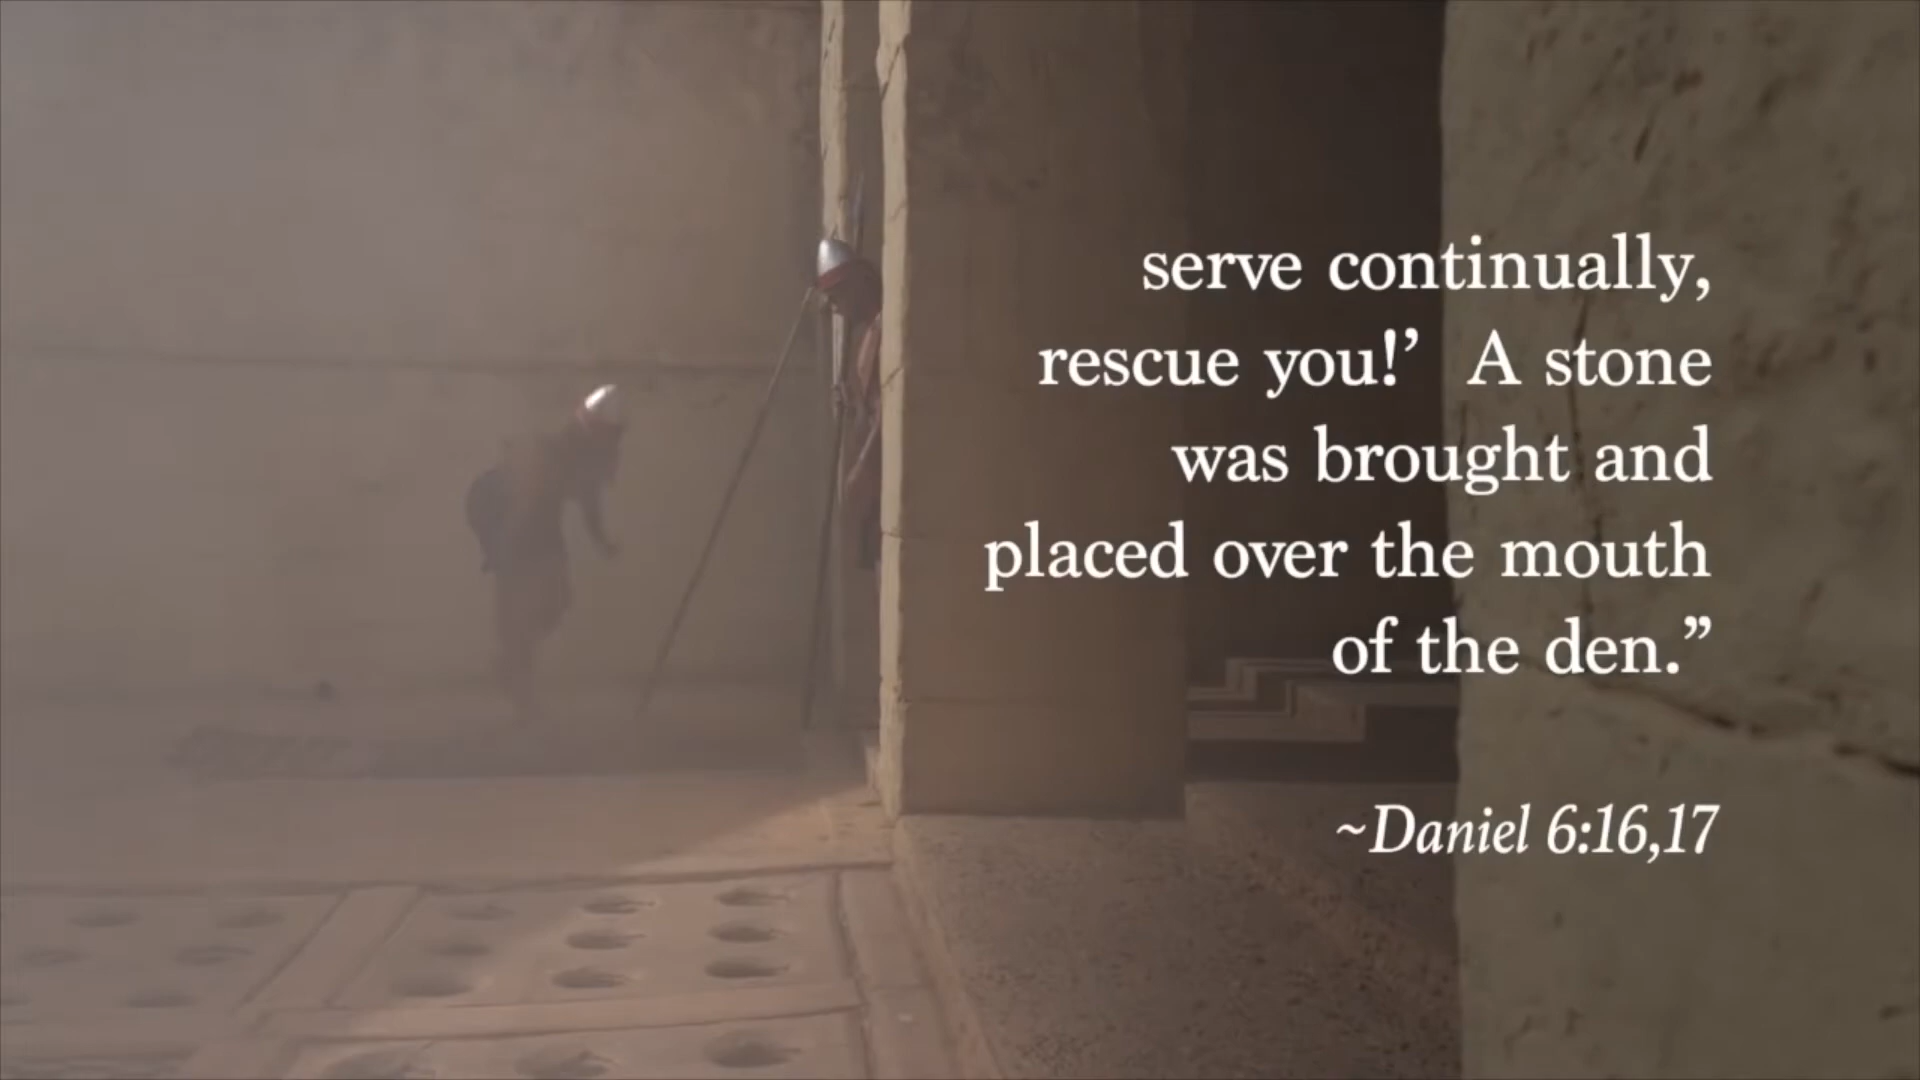 serve continually,
rescue you!’ A stone
was brought and
placed over the mouth
of the den.”
~Daniel 6:16,17